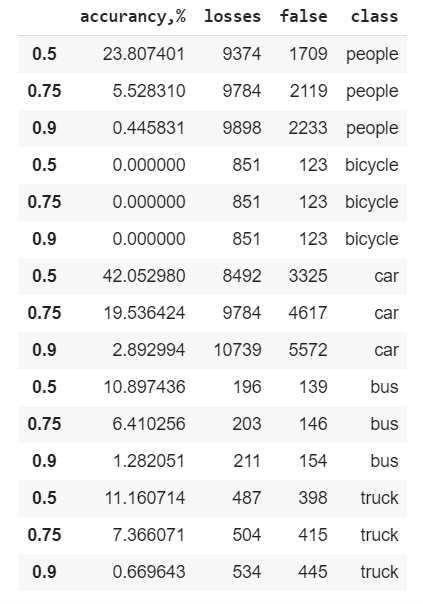 accurancy,% losses false class
0.5 23.807401 9374 1709 people
0.75 5.528310 9784 2119 people
0.9 0.445831 9898 2233 people
0.5 0.000000 851 123 bicycle
0.75 0.000000 851 123 bicycle
0.9 0.000000 851 123 bicycle
0.5 42.052980 8492 3325 car
0.75 19.536424 9784 4617 car
0.9 2.892994 10739 5572 car
0.5 10.897436 196 139 bus
0.75 6.410256 203 146 bus
0.9 1.282051 211 154 bus
0.5 11.160714 487 398 truck
0.75 7.366071 504 415 truck
0.9 0.669643 534 445 truck